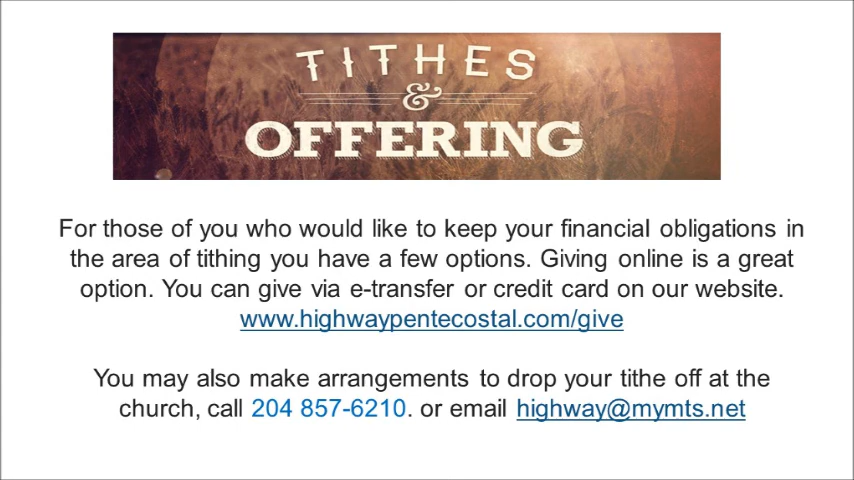 TITHES
&
OFFERING
For those of you who would like to keep your financial obligations in
the area of tithing you have a few options. Giving online is a great
option. You can give via e-transfer or credit card on our website.
www.highwaypentecostal.com/give
You may also make arrangements to drop your tithe off at the
church, call 204 857-6210. or email highway@mymts.net